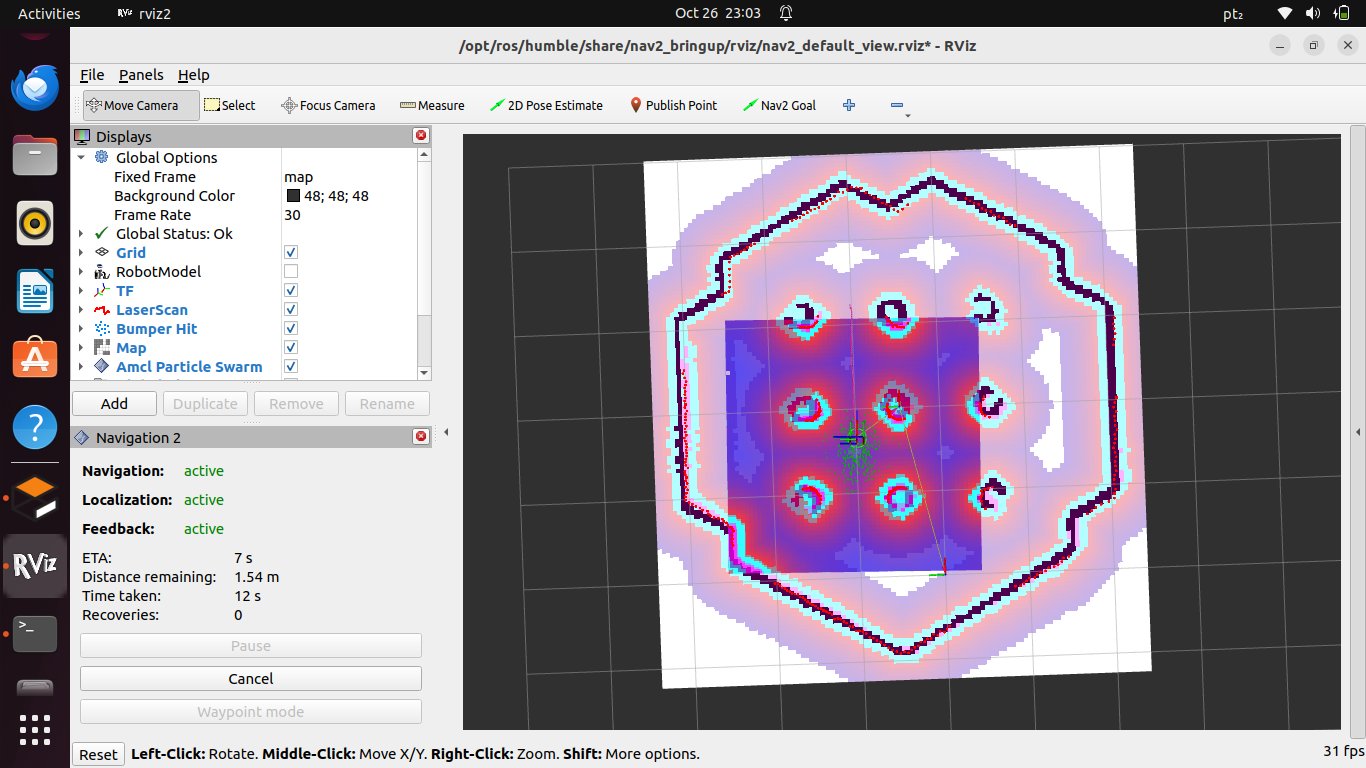 Activities
RViz rviz2
Oct 26 23:03
pt₂
/opt/ros/humble/share/nav2_bringup/rviz/nav2_default_view.rviz* - RViz
File Panels Help
Move Camera Select Focus Camera Measure 2D Pose Estimate Publish Point Nav2 Goal
Displays
Global Options
Fixed Frame map
Background Color 48; 48; 48
Frame Rate 30
Global Status: Ok
Grid
RobotModel
TF
LaserScan
Bumper Hit
Map
Amcl Particle Swarm
Add Duplicate Remove Rename
Navigation 2
Navigation: active
Localization: active
Feedback: active
ETA: 7 s
Distance remaining: 1.54 m
Time taken: 12 s
Recoveries: 0
Pause
Cancel
Waypoint mode
RViz
>_
Reset Left-Click: Rotate. Middle-Click: Move X/Y. Right-Click: Zoom. Shift: More options. 31 fps